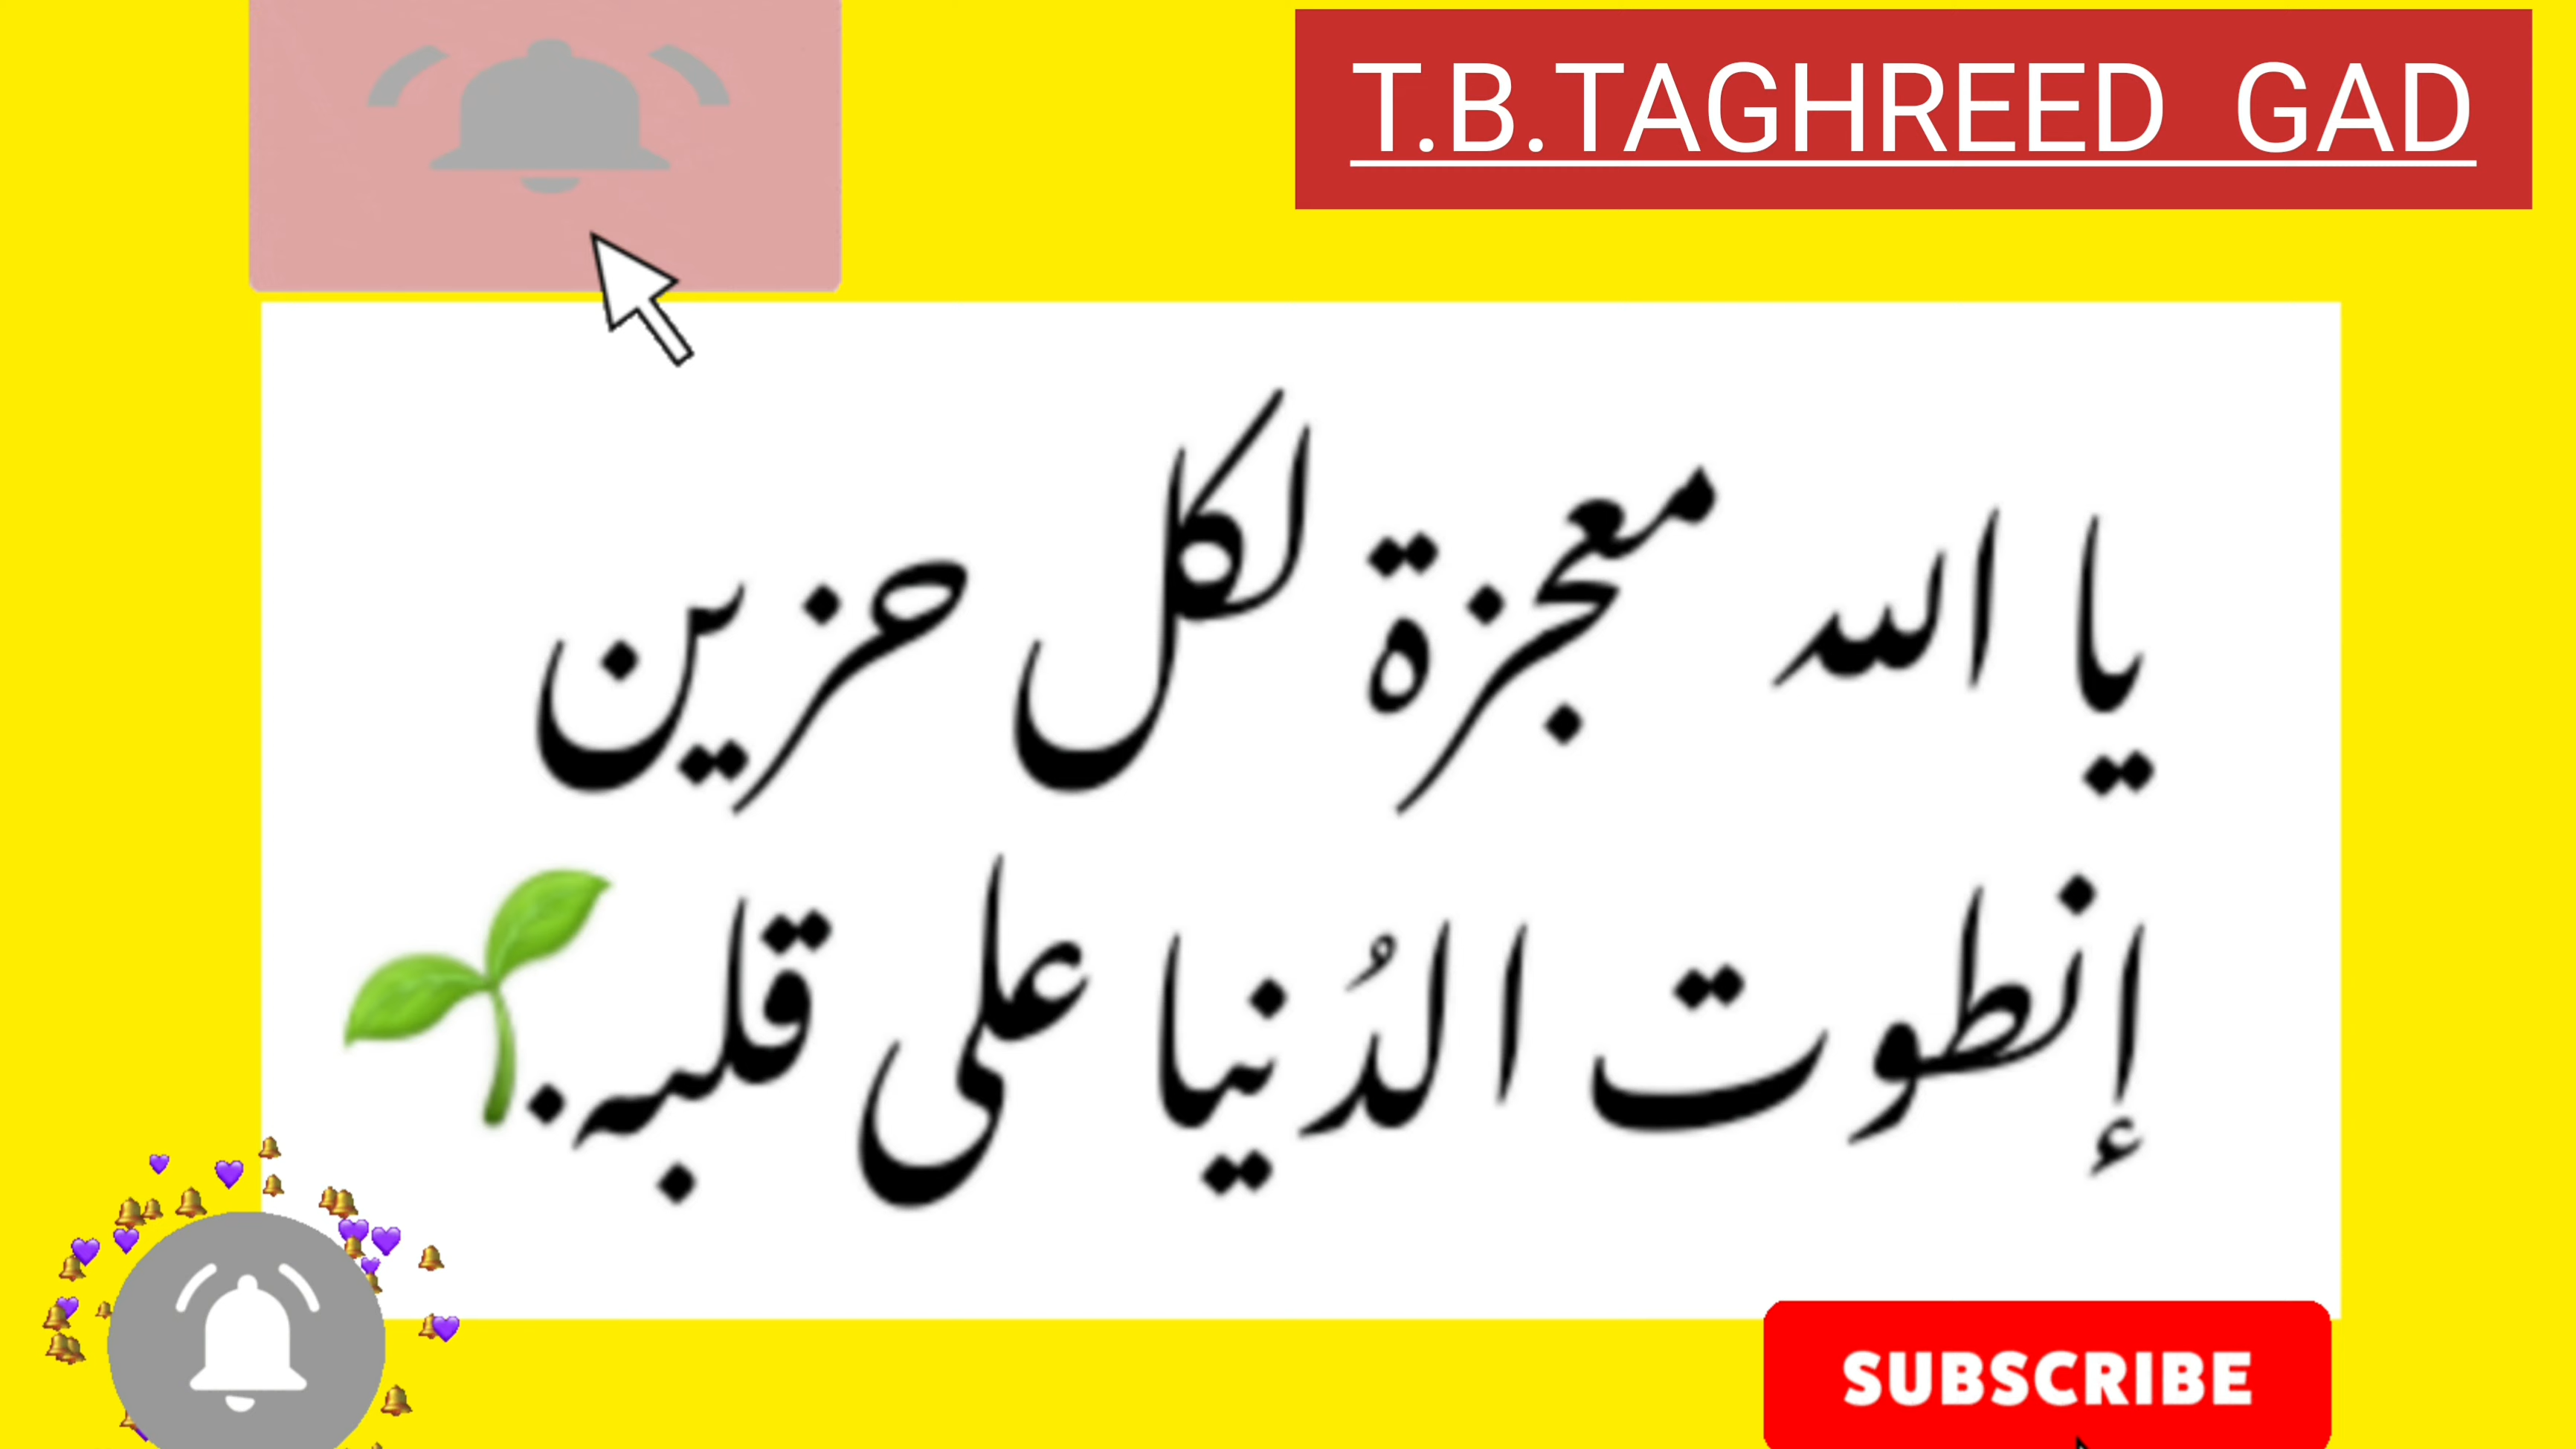 T.B.TAGHREED GAD
يا الله معجزة لكل حزين
إنطوت الدُنيا على قلبه.
SUBSCRIBE